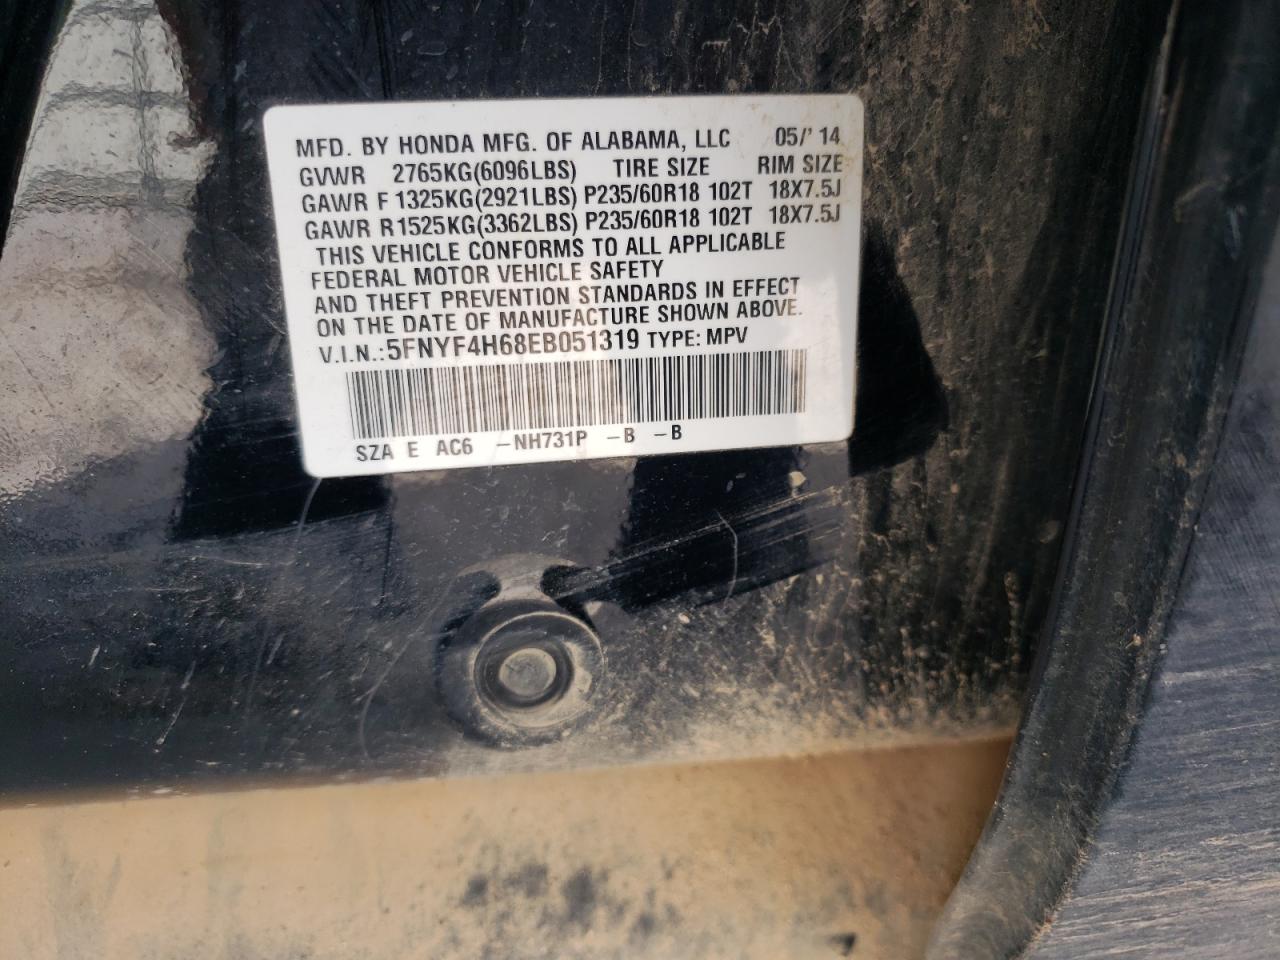 MFD. BY HONDA MFG. OF ALABAMA, LLC 05/' 14
GVWR 2765KG(6096LBS) TIRE SIZE RIM SIZE
GAWR F 1325KG(2921LBS) P235/60R18 102T 18X7.5J
GAWR R1525KG(3362LBS) P235/60R18 102T 18X7.5J
THIS VEHICLE CONFORMS TO ALL APPLICABLE
FEDERAL MOTOR VEHICLE SAFETY
AND THEFT PREVENTION STANDARDS IN EFFECT
ON THE DATE OF MANUFACTURE SHOWN ABOVE.
V.I.N.:5FNYF4H68EB051319 TYPE: MPV
SZA E AC6 -NH731P -B -B